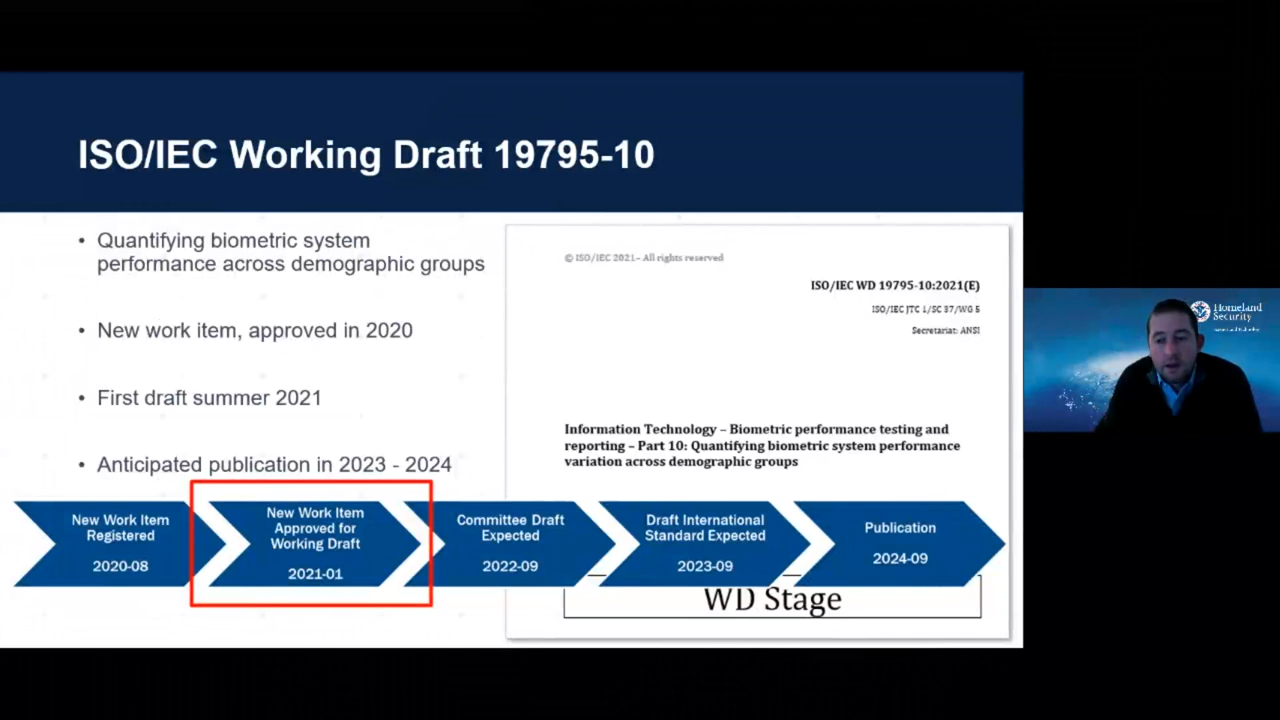 ISO/IEC Working Draft 19795-10
• Quantifying biometric system
performance across demographic groups
• New work item, approved in 2020
• First draft summer 2021
• Anticipated publication in 2023 - 2024
© ISO/IEC 2021– All rights reserved
ISO/IEC WD 19795-10:2021(E)
ISO/IEC JTC 1/SC 37/WG 5
Secretariat: ANSI
Information Technology – Biometric performance testing and
reporting – Part 10: Quantifying biometric system performance
variation across demographic groups
New Work Item
Registered
2020-08
New Work Item
Approved for
Working Draft
2021-01
Committee Draft
Expected
2022-09
Draft International
Standard Expected
2023-09
Publication
2024-09
WD Stage
Homeland
Security